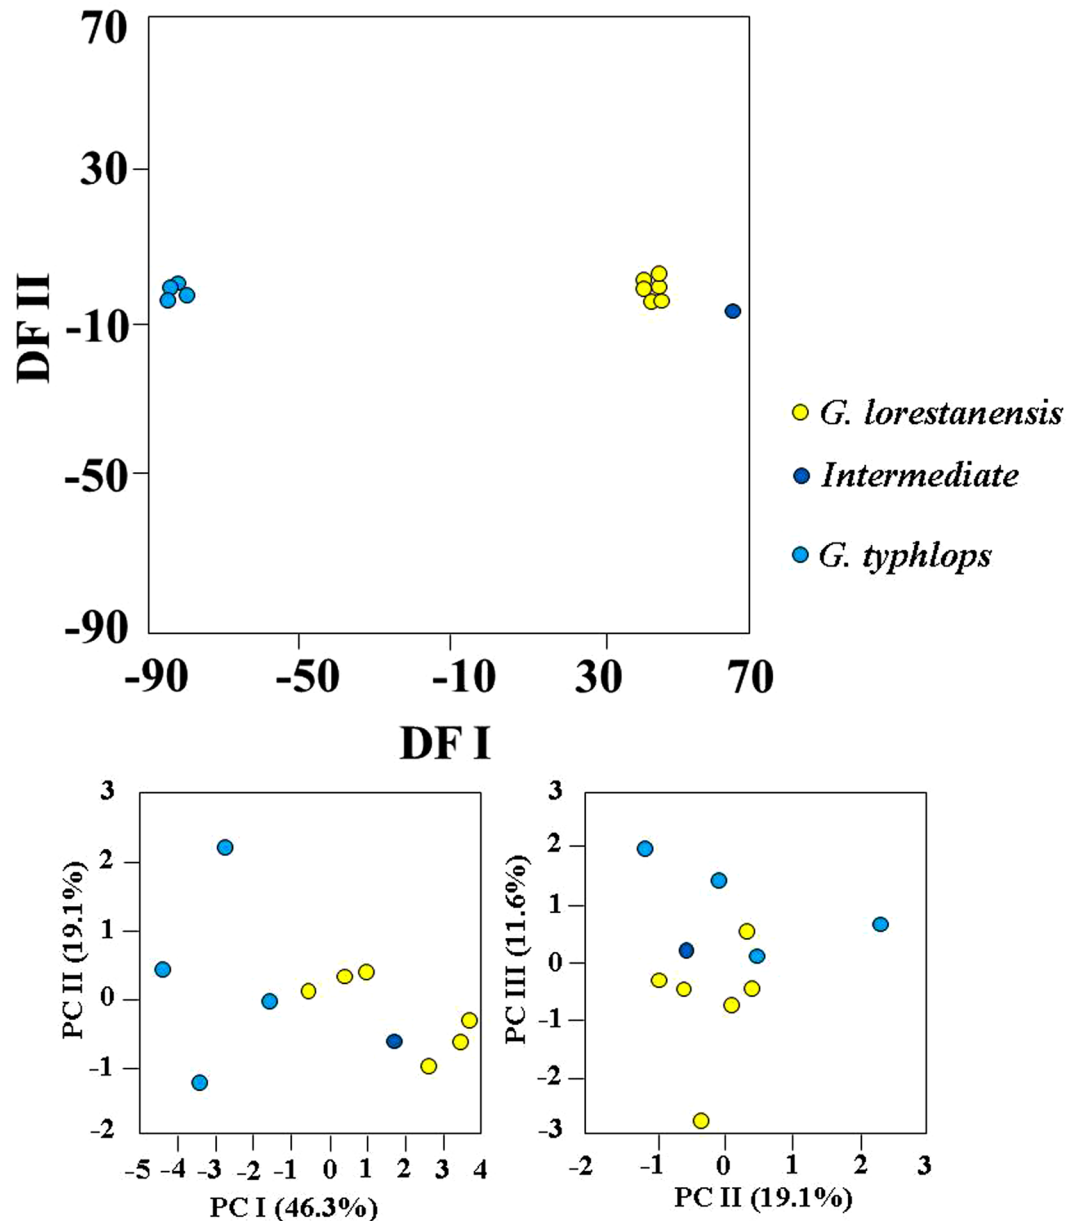 70
30
-10
-50
-90
DF II
-90 -50 -10 30 70
DF I
G. lorestanensis
Intermediate
G. typhlops
3
2
1
0
-1
-2
PC II (19.1%)
-5 -4 -3 -2 -1 0 1 2 3 4
PC I (46.3%)
3
2
1
0
-1
-2
-3
PC III (11.6%)
-2 -1 0 1 2 3
PC II (19.1%)